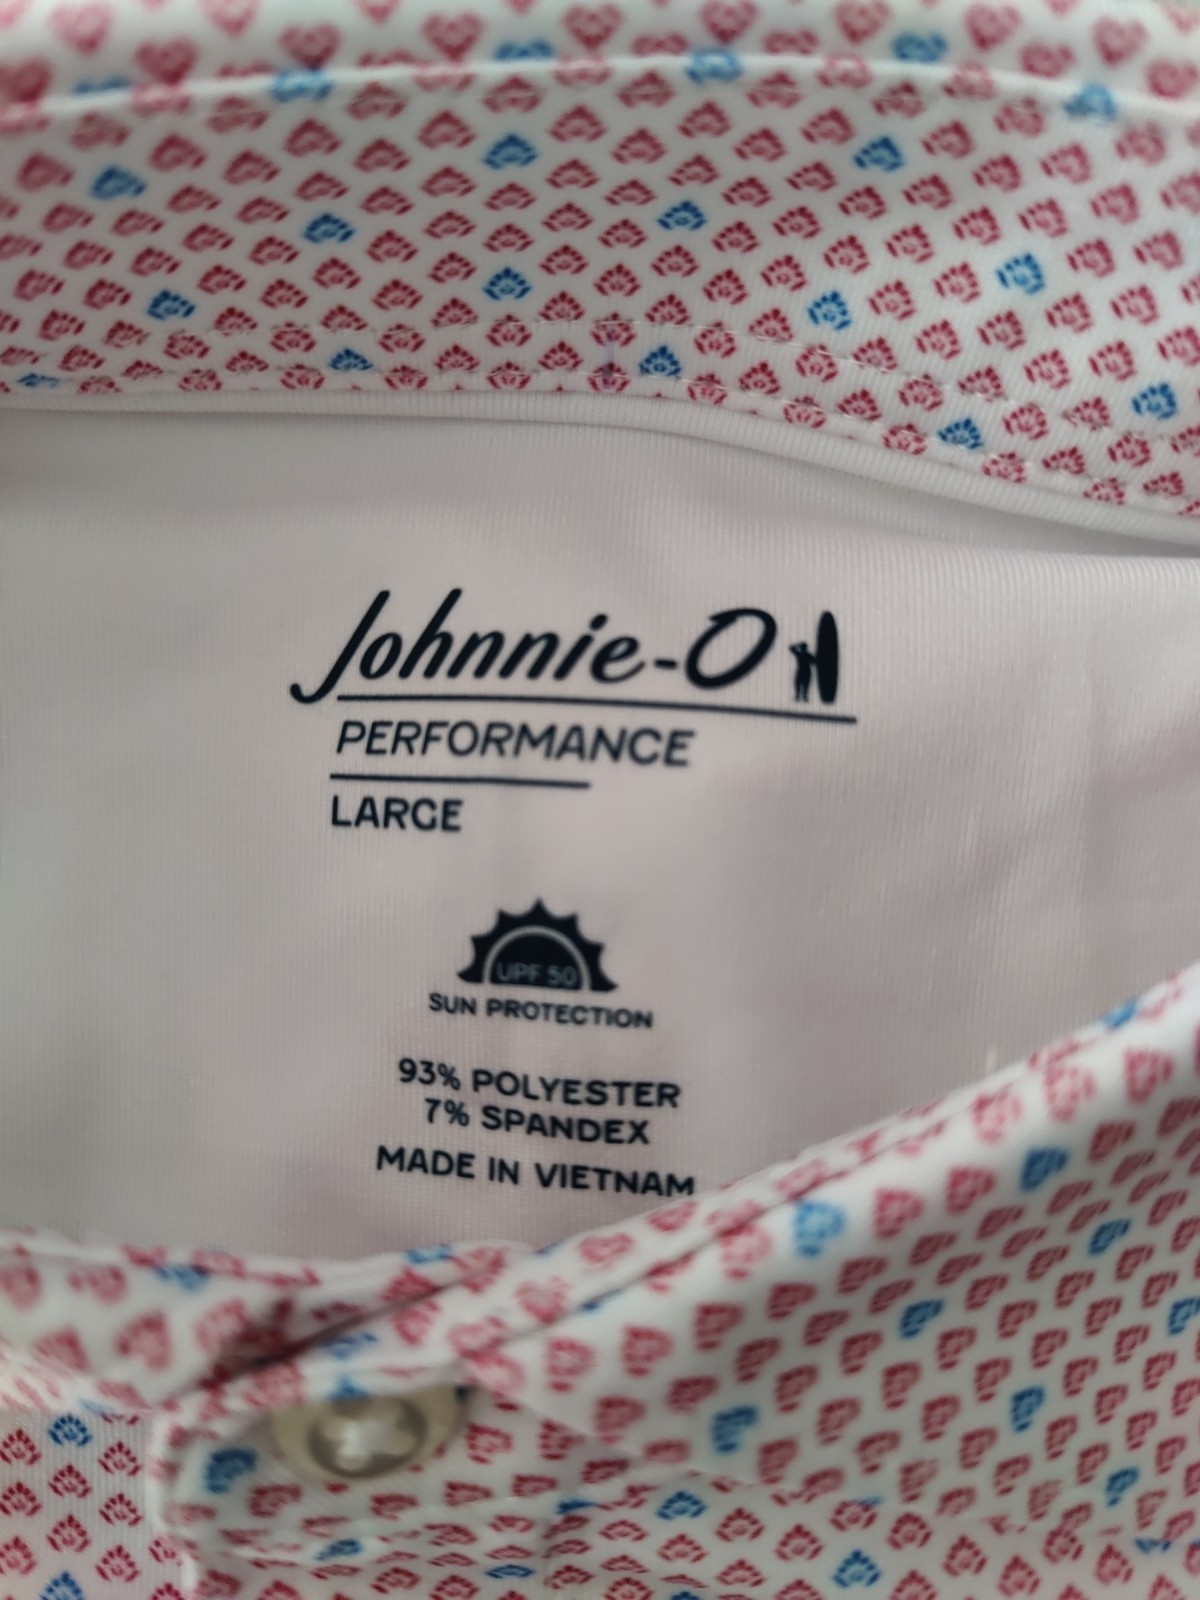 Johnnie-O
PERFORMANCE
LARGE
UPF 50
SUN PROTECTION
93% POLYESTER
7% SPANDEX
MADE IN VIETNAM